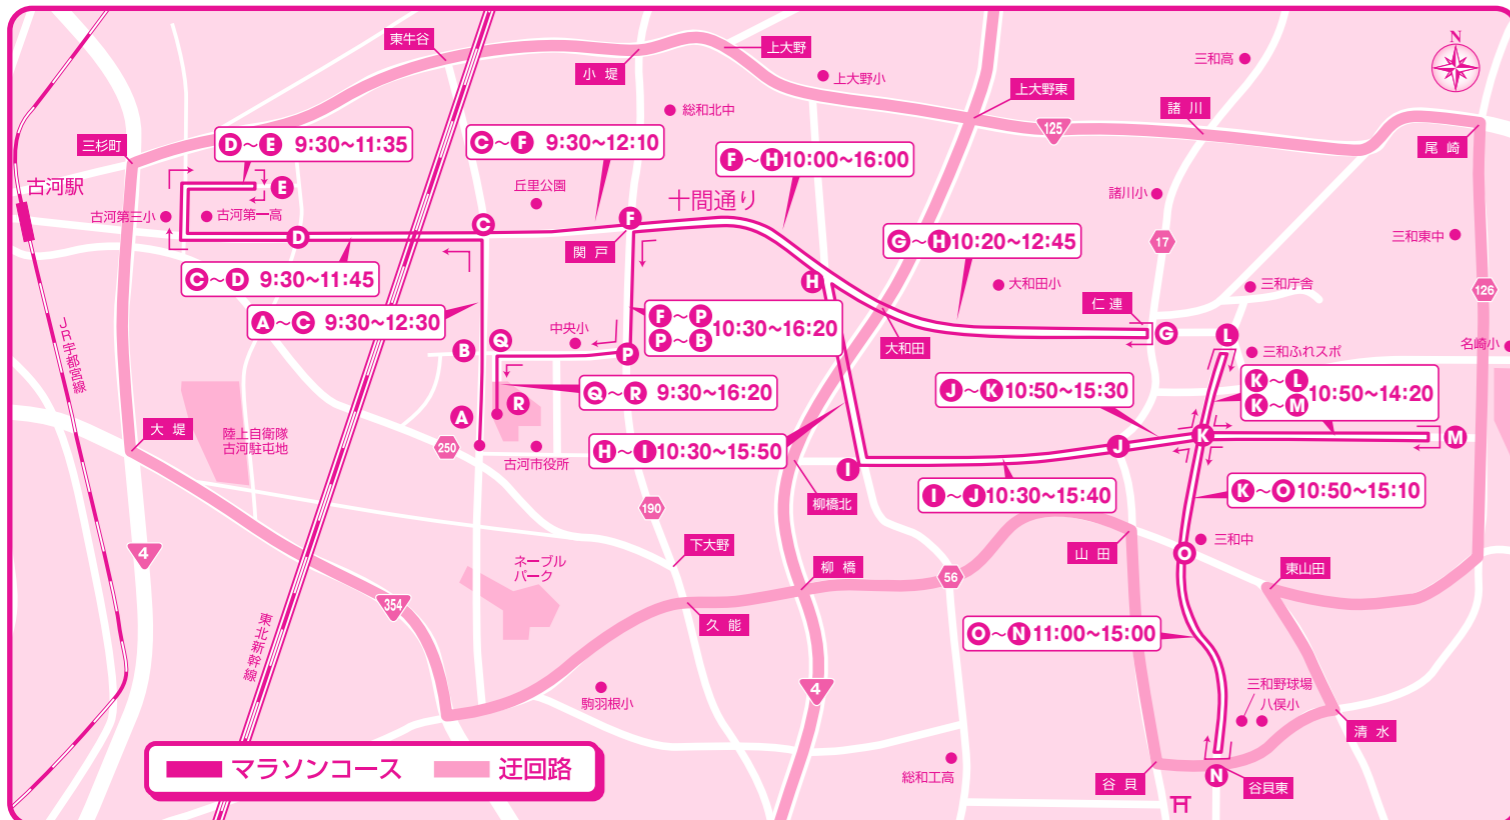 N
東牛谷
小 堤
上大野
上大野小
三和高
上大野東
諸 川
125
尾 崎
総和北中
三杉町
D～E 9:30～11:35
C～F 9:30～12:10
F～H10:00～16:00
古河駅
E
丘里公園
十間通り
諸川小
古河第三小
古河第一高
C
F
D
関 戸
G～H10:20～12:45
17
三和東中
C～D 9:30～11:45
H
大和田小
三和庁舎
126
A～C 9:30～12:30
F～P
P～B
10:30～16:20
仁 連
JR宇都宮線
中央小
B
Q
P
大和田
G
L
三和ふれスポ
名崎小
Q～R 9:30～16:20
J～K10:50～15:30
K～L
K～M
10:50～14:20
A
R
大 堤
陸上自衛隊
古河駐屯地
250
古河市役所
H～I10:30～15:50
I
J
K
M
柳橋北
I～J10:30～15:40
K～O10:50～15:10
190
4
下大野
ネーブル
パーク
柳 橋
56
山 田
O
三和中
東山田
354
久 能
東北新幹線
O～N11:00～15:00
駒羽根小
4
三和野球場
八俣小
清 水
マラソンコース
迂回路
総和工高
谷 貝
N
谷貝東